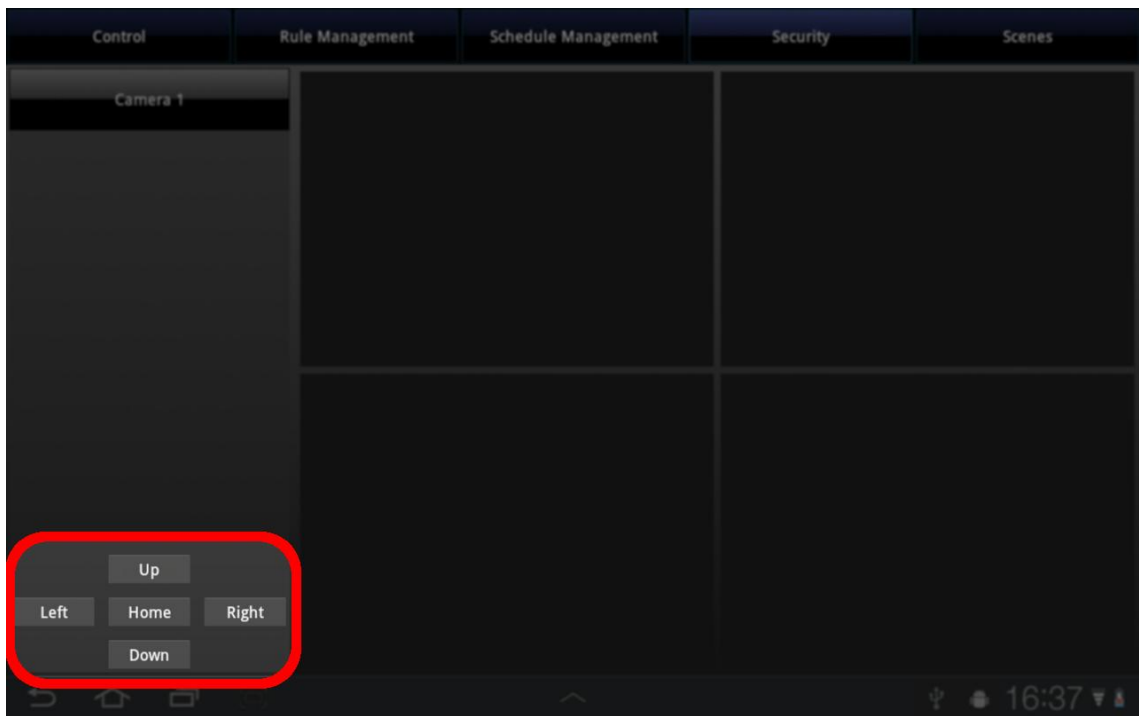 Control Rule Management Schedule Management Security Scenes
Camera 1
Up
Left Home Right
Down
16:37